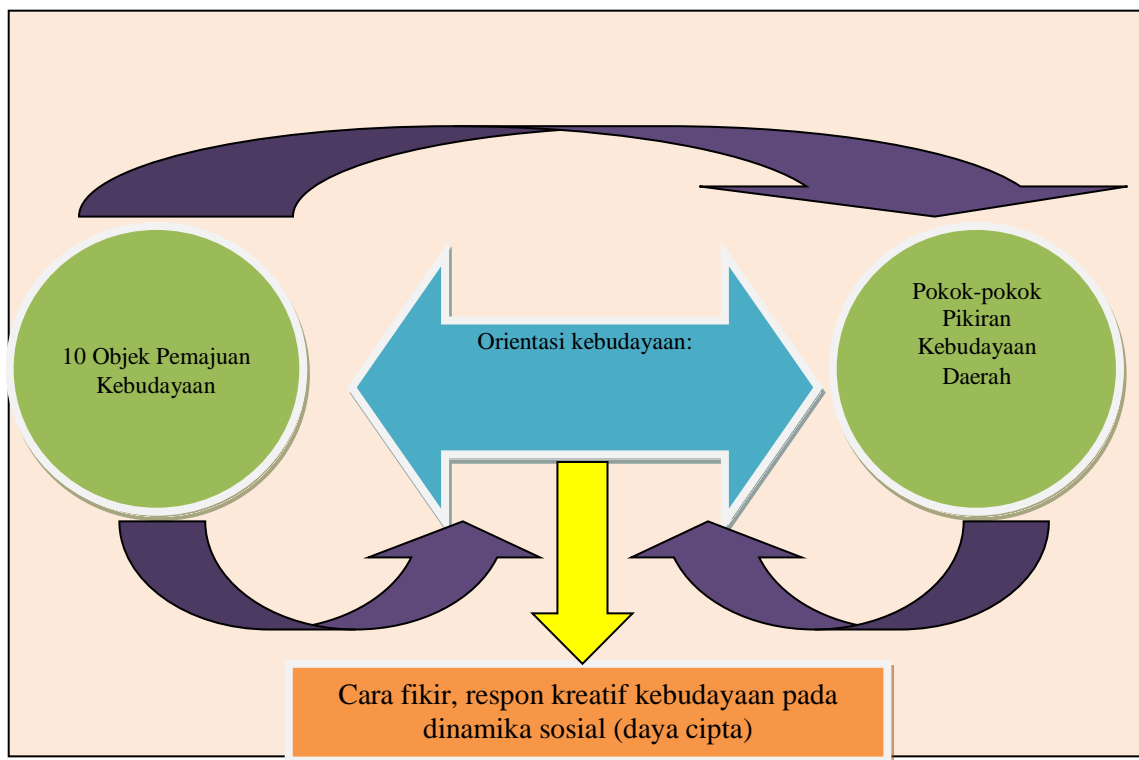 10 Objek Pemajuan
Kebudayaan
Orientasi kebudayaan:
Pokok-pokok
Pikiran
Kebudayaan
Daerah
Cara fikir, respon kreatif kebudayaan pada
dinamika sosial (daya cipta)